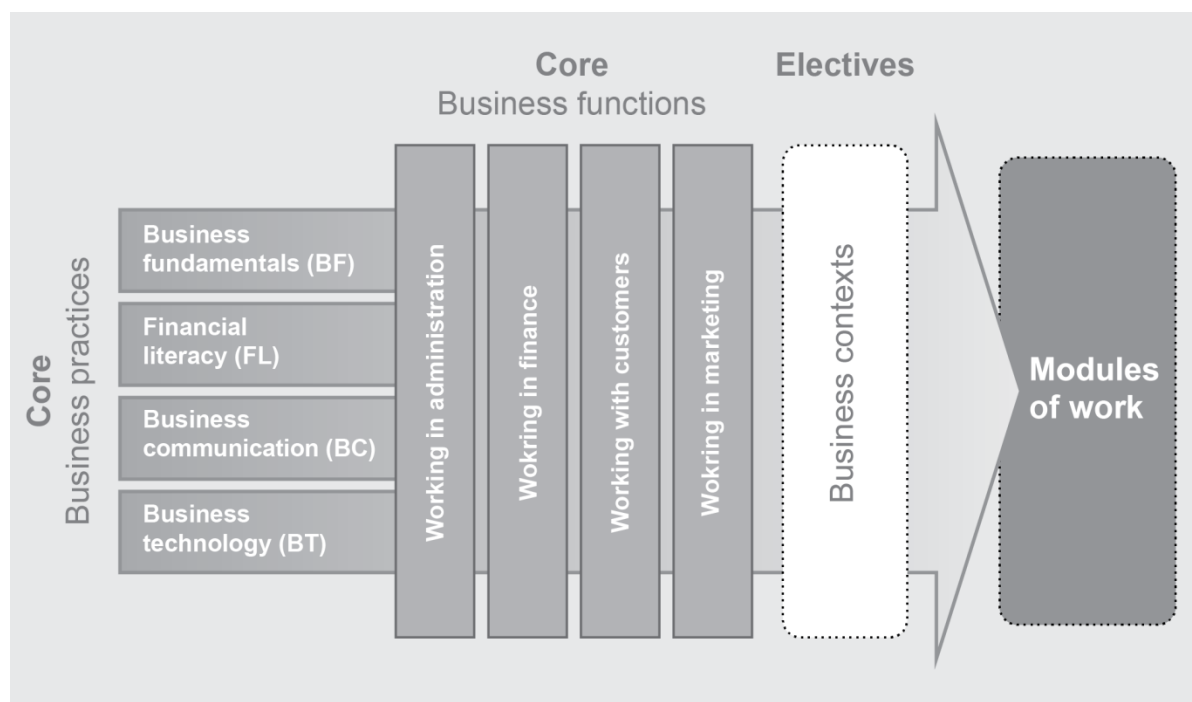 Core
Business functions
Electives
Core
Business practices
Business
fundamentals (BF)
Financial
literacy (FL)
Business
communication (BC)
Business
technology (BT)
Working in administration
Wokring in finance
Working with customers
Wokring in marketing
Business contexts
Modules
of work